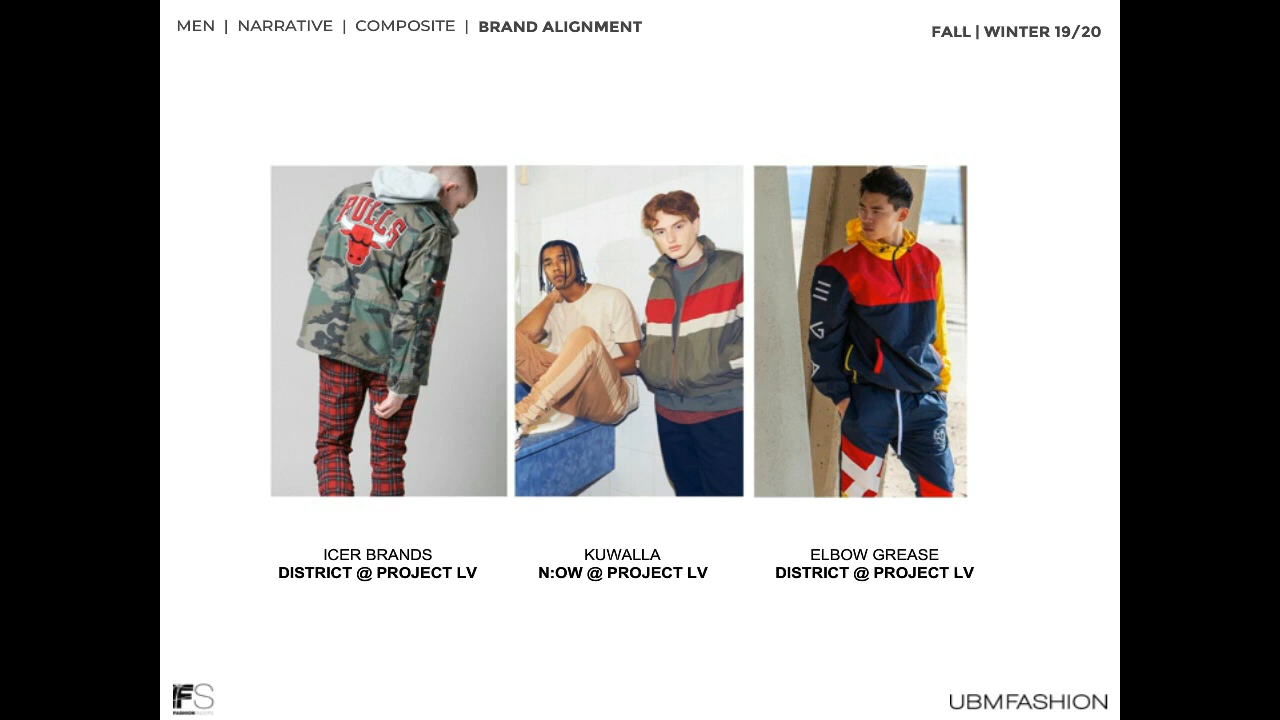 MEN | NARRATIVE | COMPOSITE | BRAND ALIGNMENT
FALL | WINTER 19/20
BULLS
ICER BRANDS
DISTRICT @ PROJECT LV
KUWALLA
N:OW @ PROJECT LV
ELBOW GREASE
DISTRICT @ PROJECT LV
FS
UBMFASHION